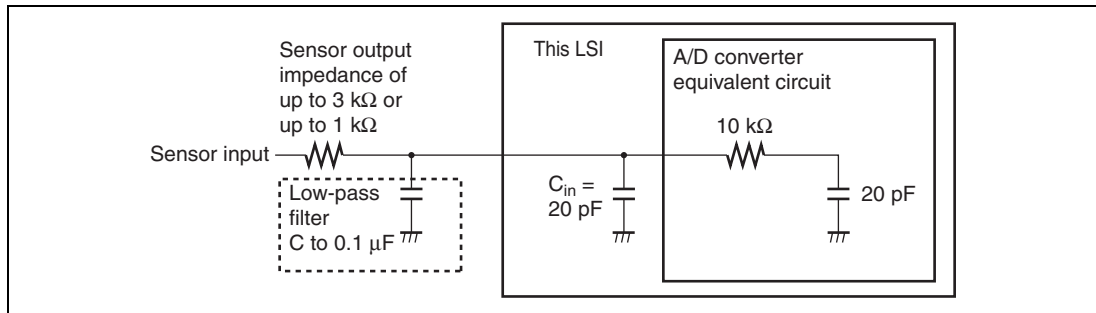 Sensor output
impedance of
up to 3 kΩ or
up to 1 kΩ
Sensor input
Low-pass
filter
C to 0.1 μF
This LSI
C_in =
20 pF
A/D converter
equivalent circuit
10 kΩ
20 pF